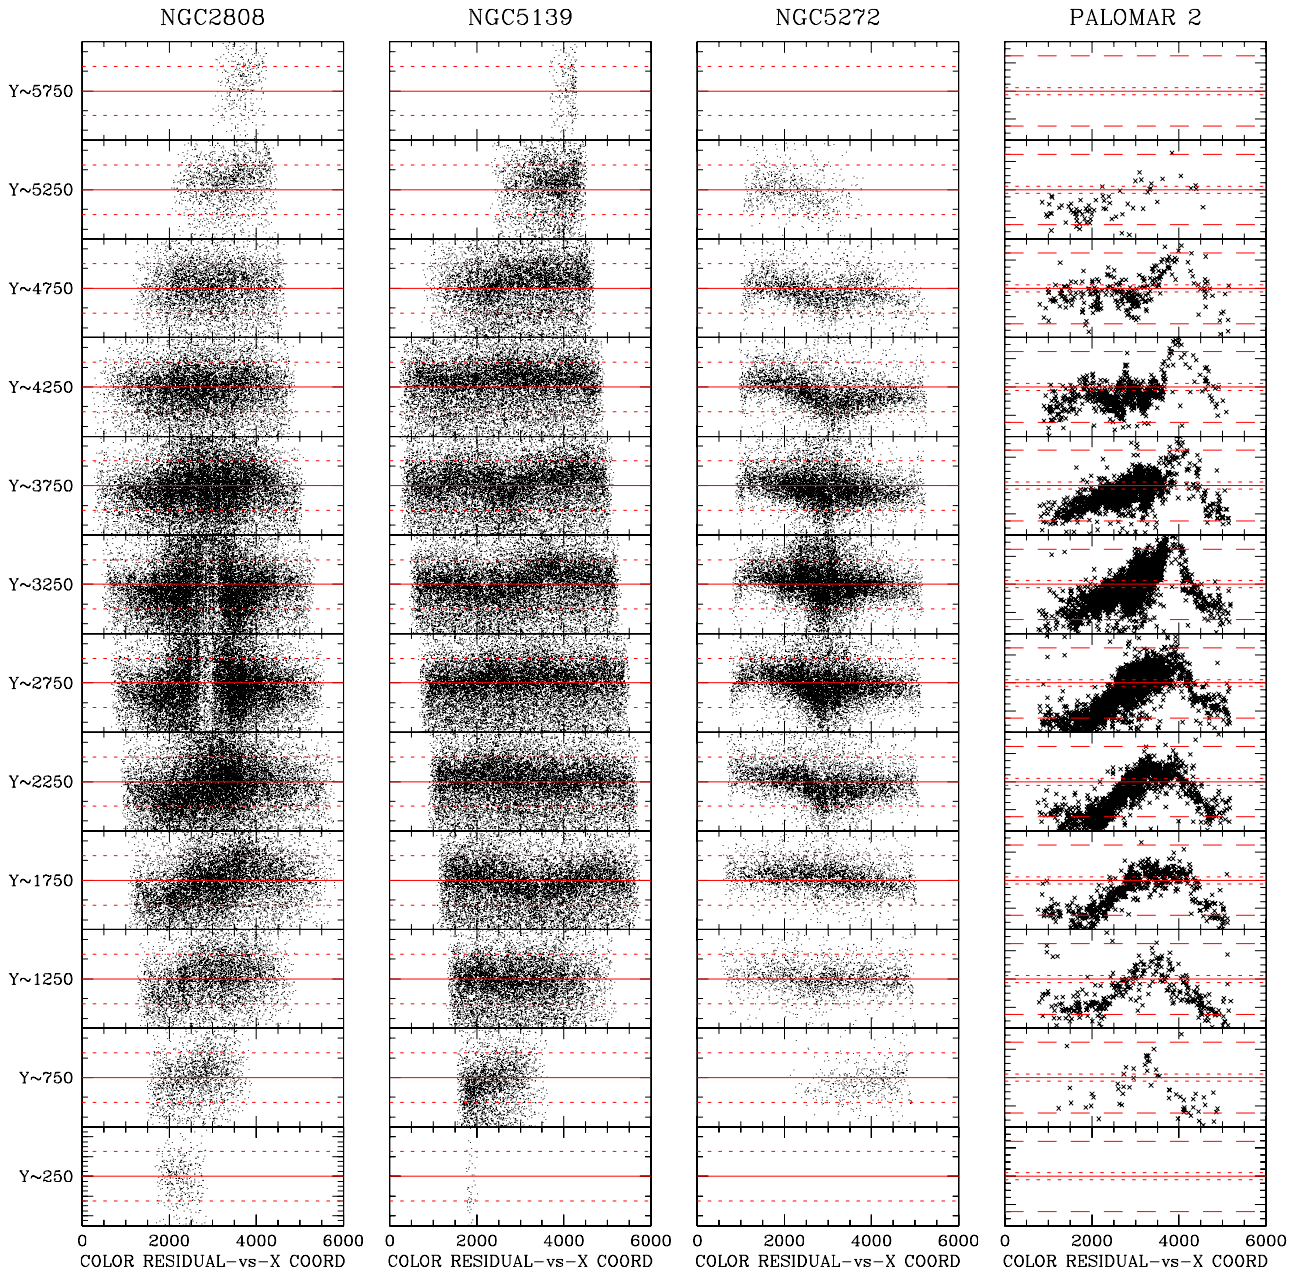 NGC2808 NGC5139 NGC5272 PALOMAR 2
Y~5750
Y~5250
Y~4750
Y~4250
Y~3750
Y~3250
Y~2750
Y~2250
Y~1750
Y~1250
Y~750
Y~250
0 2000 4000 6000 0 2000 4000 6000 0 2000 4000 6000 0 2000 4000 6000
COLOR RESIDUAL-vs-X COORD COLOR RESIDUAL-vs-X COORD COLOR RESIDUAL-vs-X COORD COLOR RESIDUAL-vs-X COORD